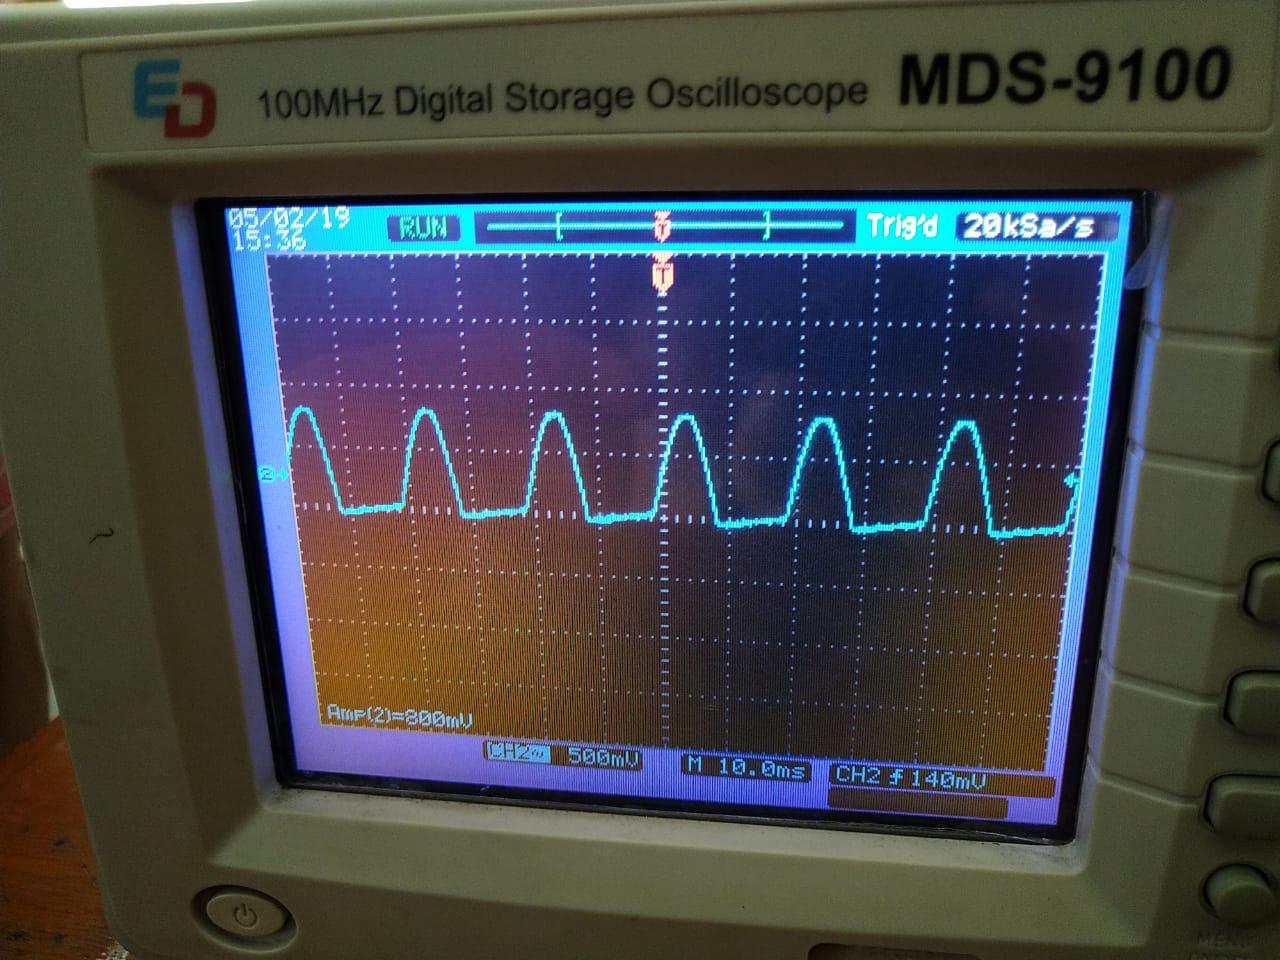 ED 100MHz Digital Storage Oscilloscope MDS-9100
05/02/19
15:36
RUN
T
Trig'd
20kSa/s
T
2
Amp(2)=800mV
CH2~ 500mV
M 10.0ms
CH2 ƒ 140mV
MENU